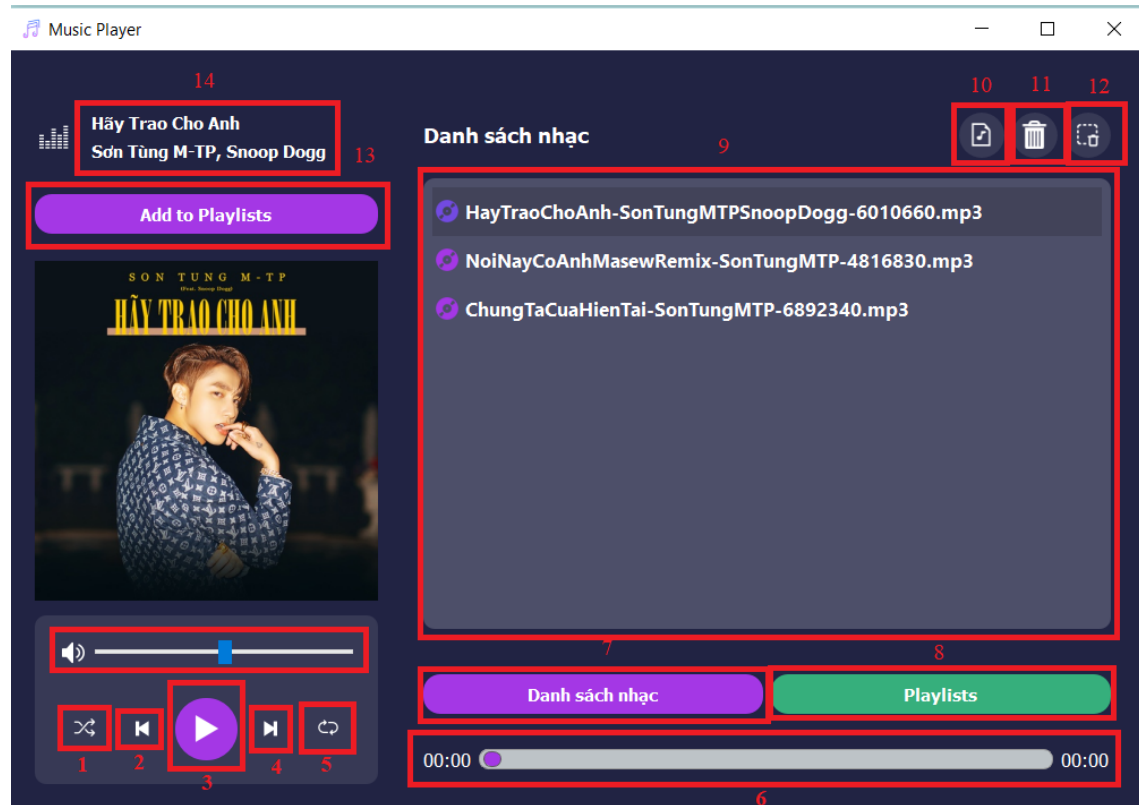 Music Player
14
10
11
12
Hãy Trao Cho Anh
Sơn Tùng M-TP, Snoop Dogg
13
Danh sách nhạc
9
Add to Playlists
HayTraoChoAnh-SonTungMTPSnoopDogg-6010660.mp3
NoiNayCoAnhMasewRemix-SonTungMTP-4816830.mp3
ChungTaCuaHienTai-SonTungMTP-6892340.mp3
SON TUNG M-TP
(Feat. Snoop Dogg)
HÃY TRAO CHO ANH
7
8
Danh sách nhạc
Playlists
1
2
3
4
5
00:00
00:00
6